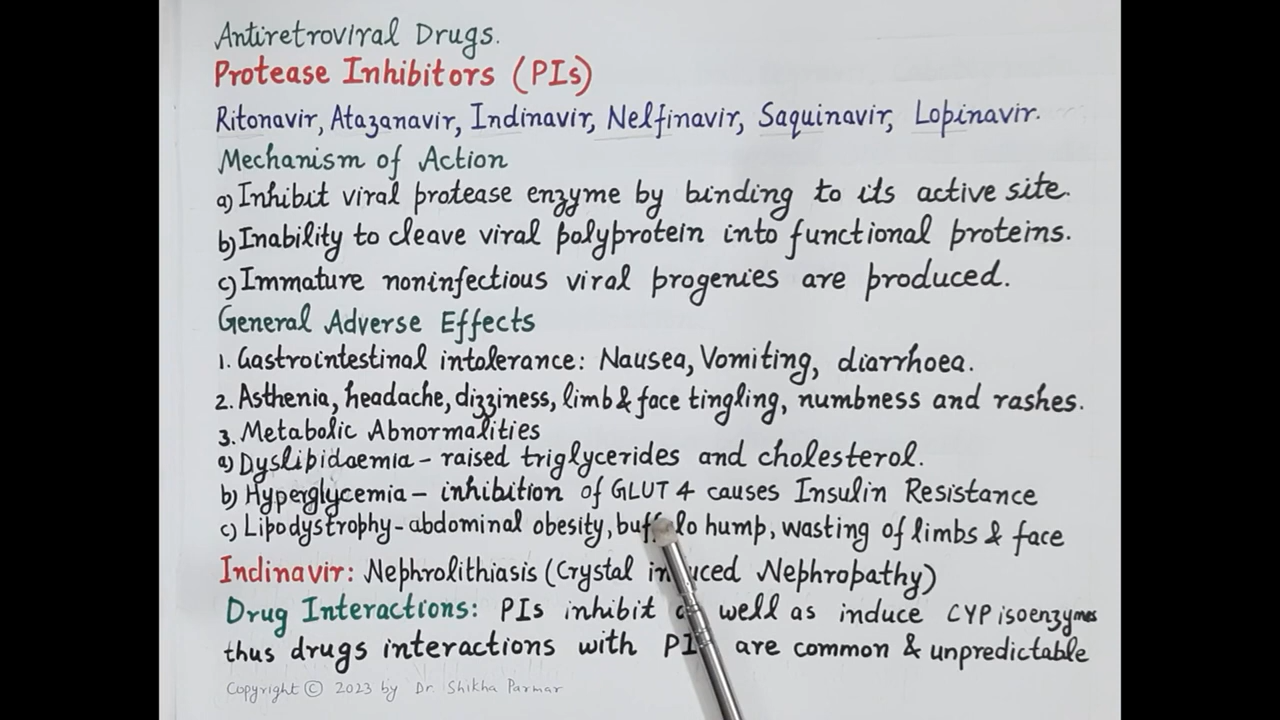 Antiretroviral Drugs.
Protease Inhibitors (PIs)
Ritonavir, Atazanavir, Indinavir, Nelfinavir, Saquinavir, Lopinavir.
Mechanism of Action
a) Inhibit viral protease enzyme by binding to its active site.
b) Inability to cleave viral polyprotein into functional proteins.
c) Immature noninfectious viral progenies are produced.
General Adverse Effects
1. Gastrointestinal intolerance: Nausea, Vomiting, diarrhoea.
2. Asthenia, headache, dizziness, limb & face tingling, numbness and rashes.
3. Metabolic Abnormalities
a) Dyslipidaemia - raised triglycerides and cholesterol.
b) Hyperglycemia - inhibition of GLUT 4 causes Insulin Resistance
c) Lipodystrophy - abdominal obesity, buffalo hump, wasting of limbs & face
Indinavir: Nephrolithiasis (Crystal induced Nephropathy)
Drug Interactions: PIs inhibit as well as induce CYP isoenzymes
thus drugs interactions with PIs are common & unpredictable
Copyright © 2023 by Dr. Shikha Parmar